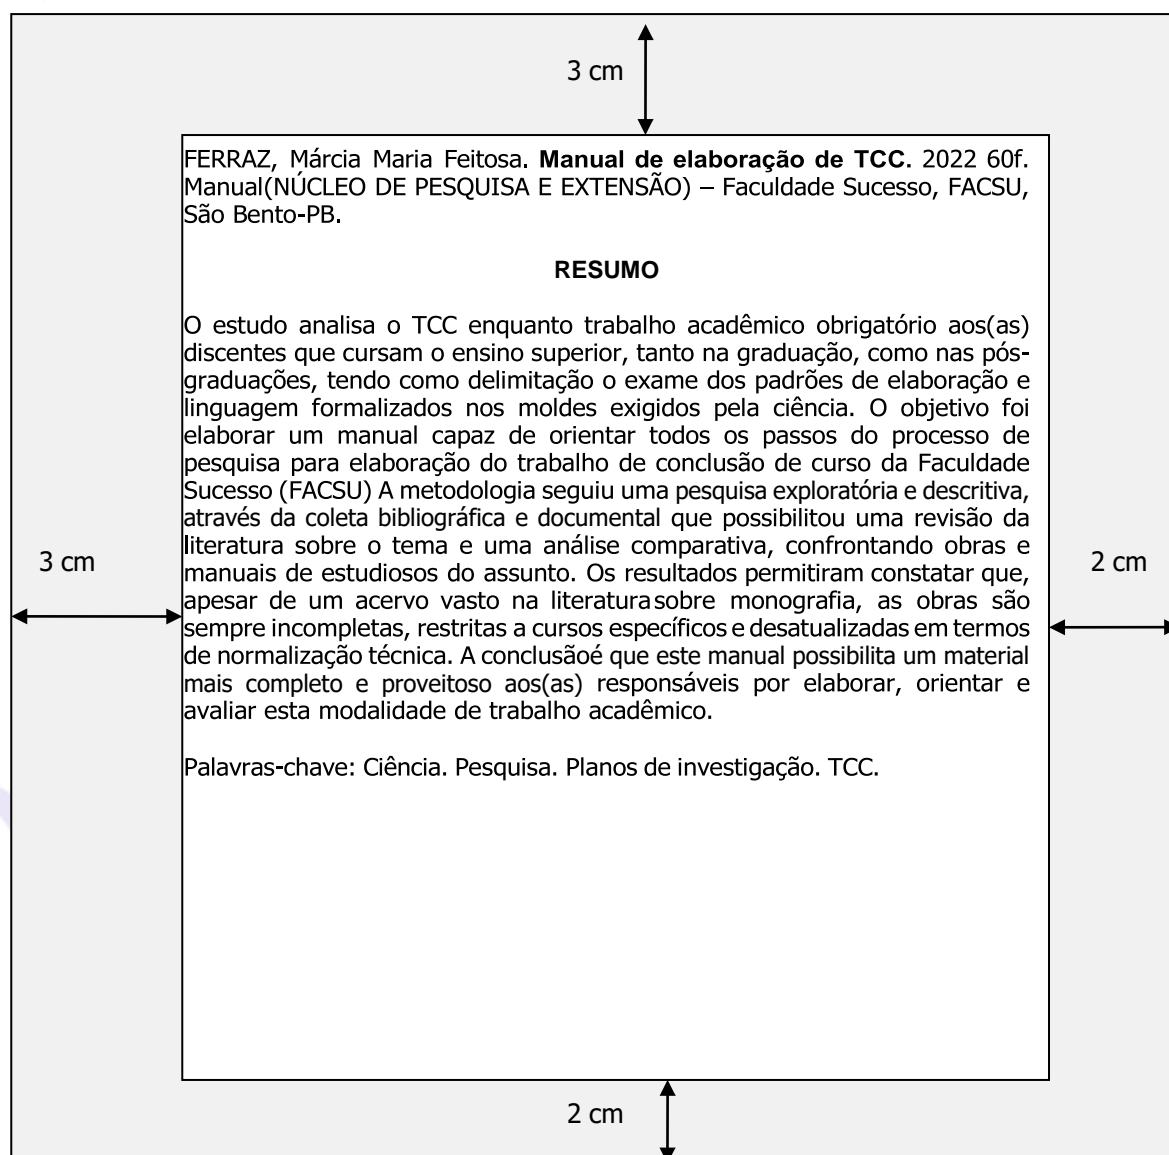 3 cm
FERRAZ, Márcia Maria Feitosa. Manual de elaboração de TCC. 2022 60f.
Manual(NÚCLEO DE PESQUISA E EXTENSÃO) – Faculdade Sucesso, FACSU,
São Bento-PB.
RESUMO
O estudo analisa o TCC enquanto trabalho acadêmico obrigatório aos(as)
discentes que cursam o ensino superior, tanto na graduação, como nas pós-
graduações, tendo como delimitação o exame dos padrões de elaboração e
linguagem formalizados nos moldes exigidos pela ciência. O objetivo foi
elaborar um manual capaz de orientar todos os passos do processo de
pesquisa para elaboração do trabalho de conclusão de curso da Faculdade
Sucesso (FACSU) A metodologia seguiu uma pesquisa exploratória e descritiva,
através da coleta bibliográfica e documental que possibilitou uma revisão da
literatura sobre o tema e uma análise comparativa, confrontando obras e
manuais de estudiosos do assunto. Os resultados permitiram constatar que,
apesar de um acervo vasto na literaturasobre monografia, as obras são
sempre incompletas, restritas a cursos específicos e desatualizadas em termos
de normalização técnica. A conclusãoé que este manual possibilita um material
mais completo e proveitoso aos(as) responsáveis por elaborar, orientar e
avaliar esta modalidade de trabalho acadêmico.
Palavras-chave: Ciência. Pesquisa. Planos de investigação. TCC.
3 cm
2 cm
2 cm